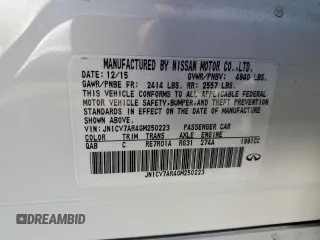 MANUFACTURED BY NISSAN MOTOR CO.,LTD.
DATE: 12/15 GVWR/PNBV: 4840 LBS.
GAWR/PNBE FR: 2414 LBS. RR: 2557 LBS.
THIS VEHICLE CONFORMS TO ALL APPLICABLE
FEDERAL MOTOR VEHICLE SAFETY,BUMPER,AND THEFT PREVENTION
STANDARDS IN EFFECT ON THE DATE OF MANUFACTURE
SHOWN ABOVE.
VIN: JN1CV7AR4GM250223 PASSENGER CAR
COLOR TRIM TRANS AXLE ENGINE
QAB C RE7R01A R031 274A 1991CC
JN1CV7AR4GM250223
© AutoBidMaster